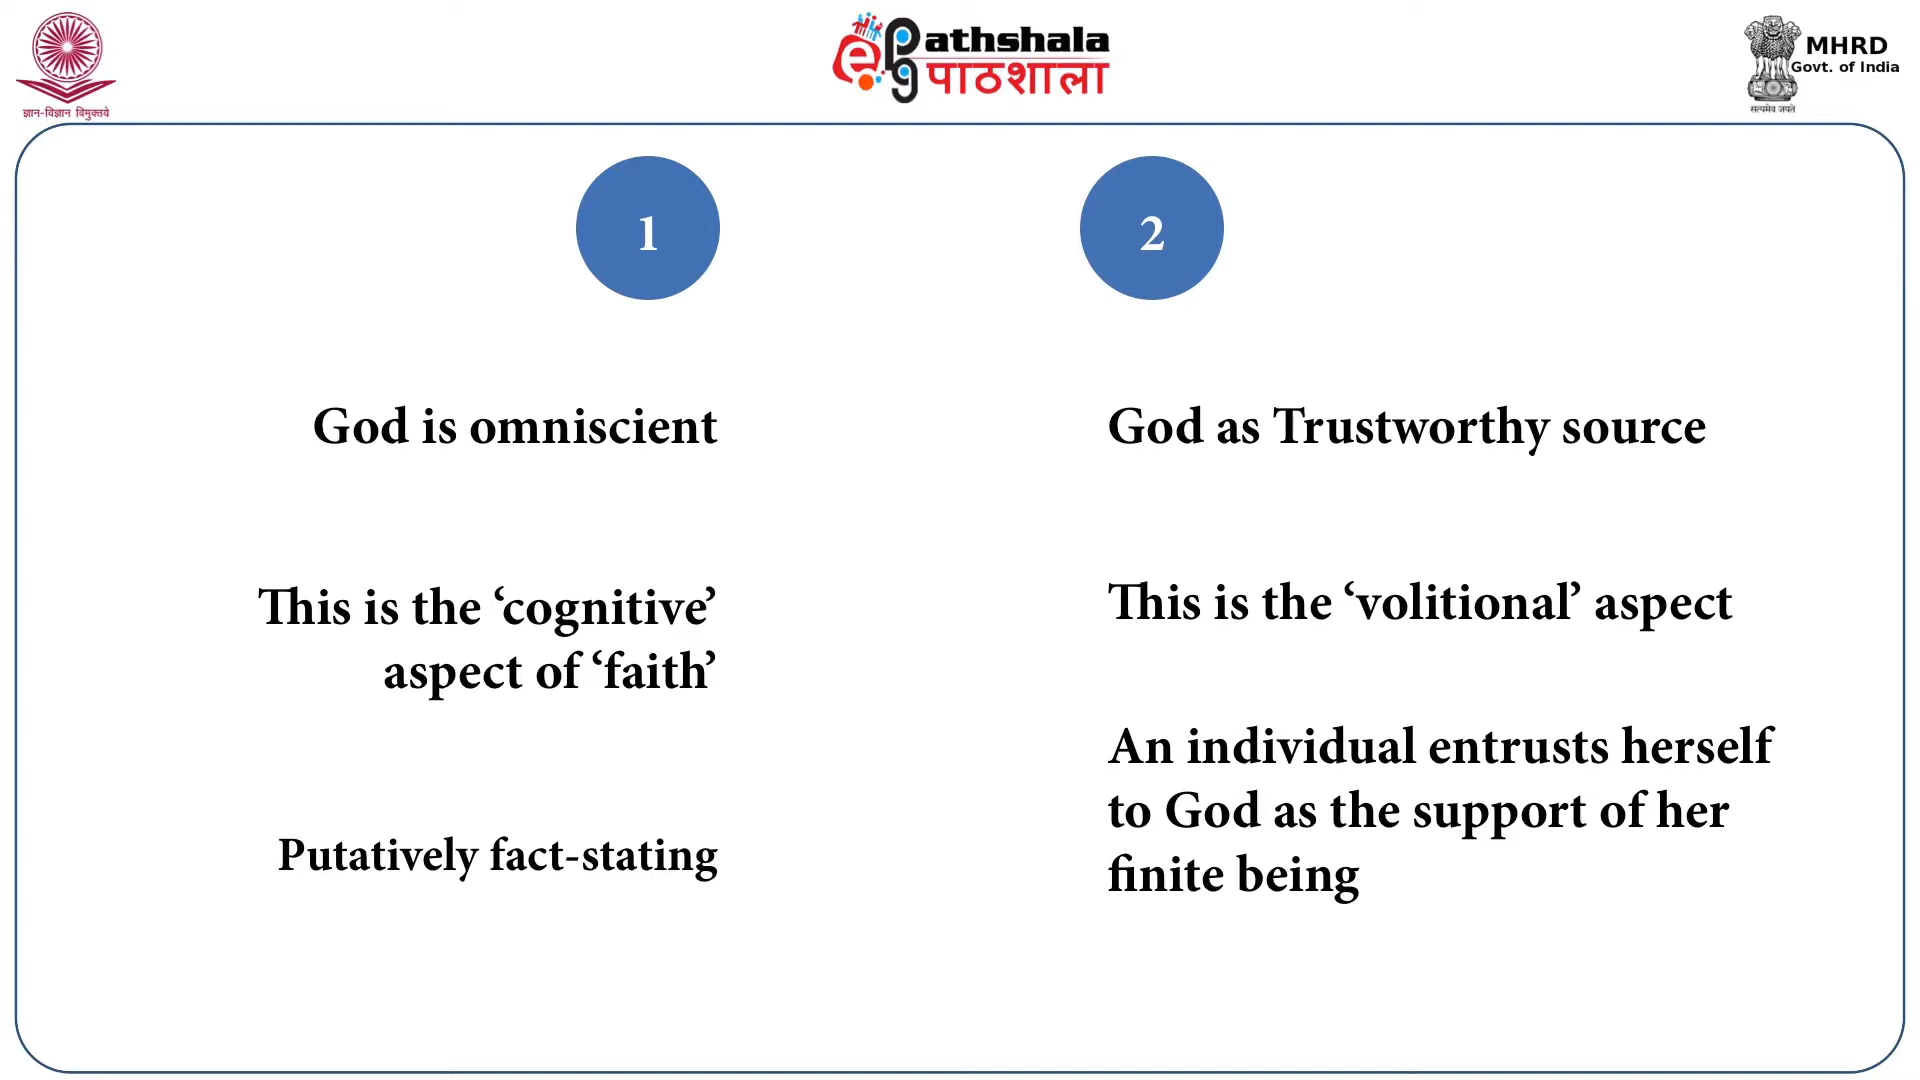 ज्ञान-विज्ञान विमुक्तये
e
pg
athshala
पाठशाला
MHRD
Govt. of India
सत्यमेव जयते
1
God is omniscient
This is the ‘cognitive’
aspect of ‘faith’
Putatively fact-stating
2
God as Trustworthy source
This is the ‘volitional’ aspect
An individual entrusts herself
to God as the support of her
finite being